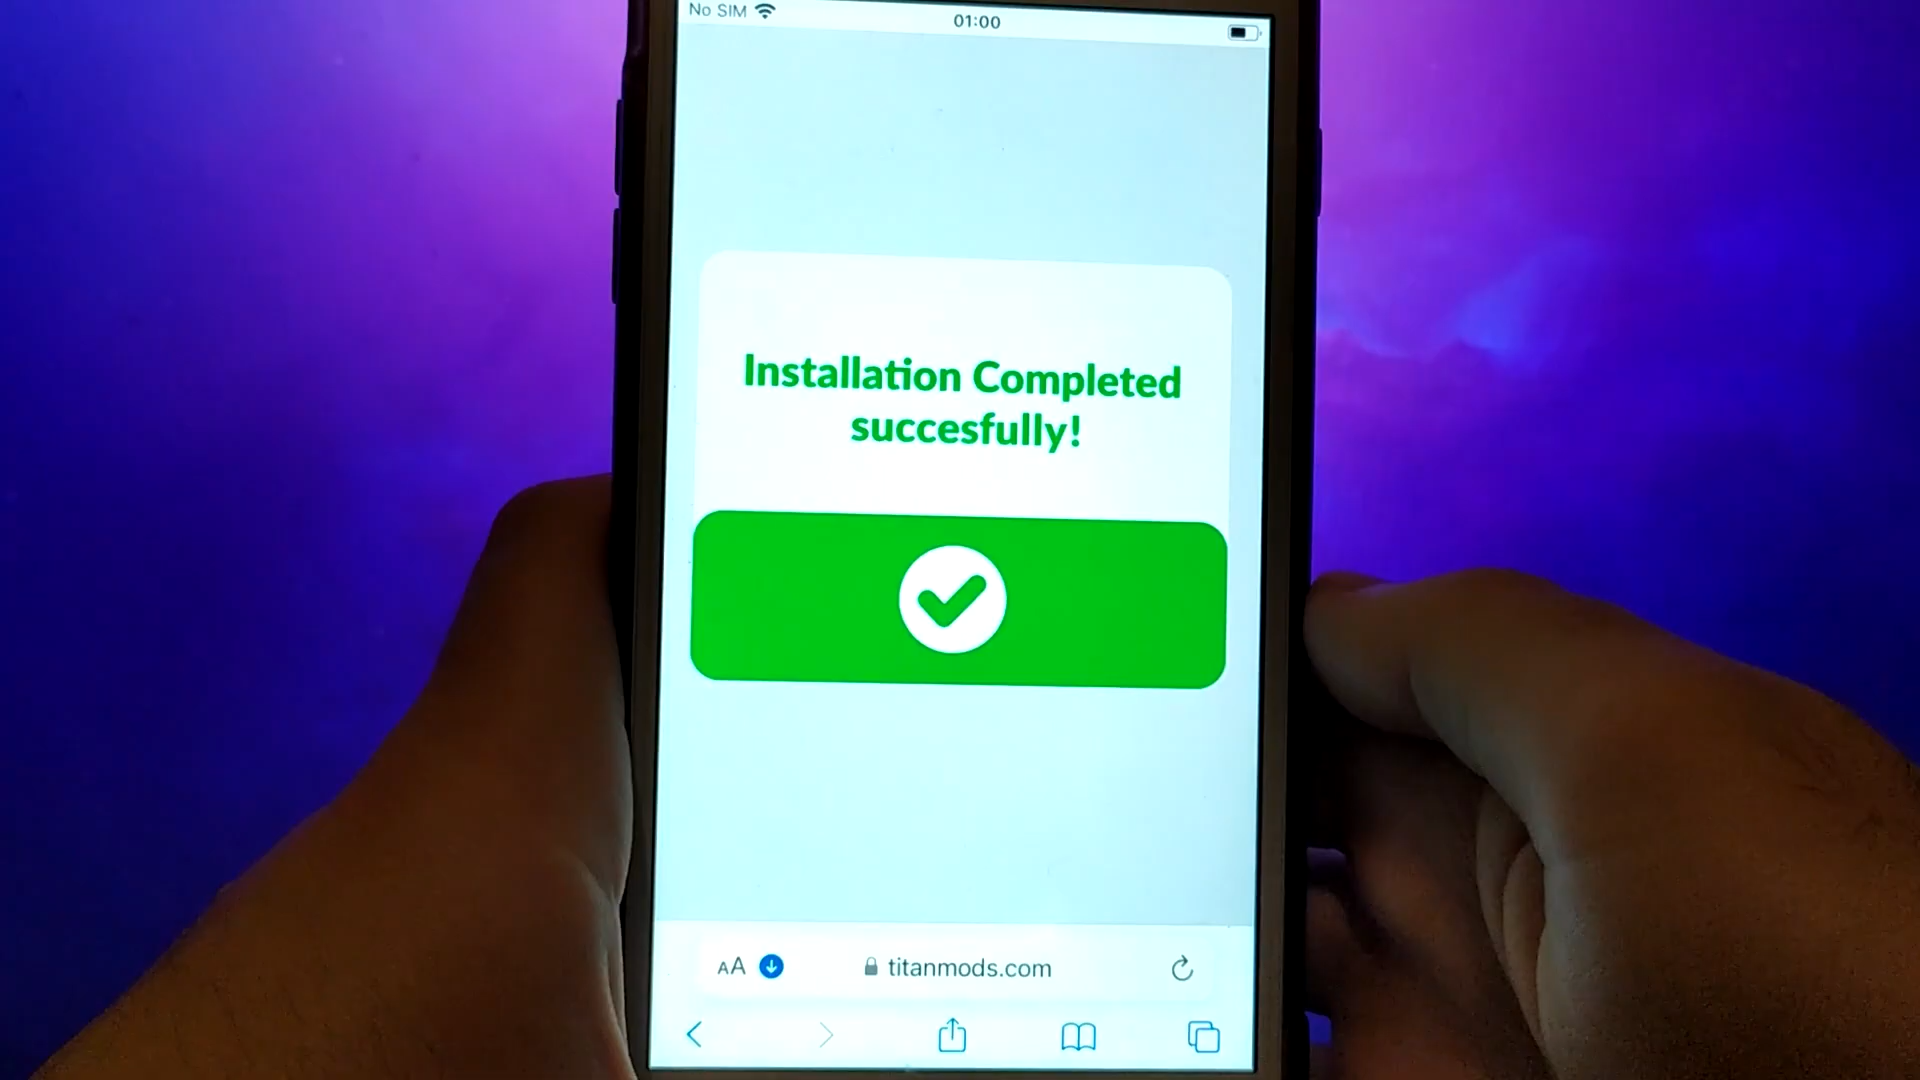 No SIM
01:00
Installation Completed
succesfully!
AA
titanmods.com